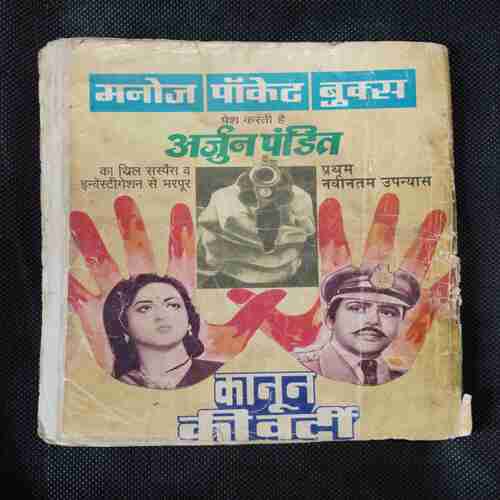 मनोज पॉकेट बुक्स
पेश करती है
अर्जुन पंडित
का थ्रिल सस्पैंस व
इन्वेस्टीगेशन से भरपूर
प्रथम
नवीनतम उपन्यास
कानून
की वर्दी